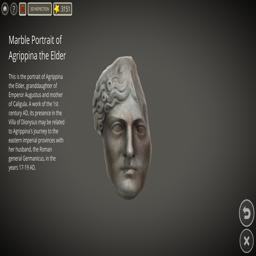 3D INSPECTION
3151
Marble Portrait of
Agrippina the Elder
This is the portrait of Agrippina
the Elder, granddaughter of
Emperor Augustus and mother
of Caligula. A work of the 1st
century AD, its presence in the
Villa of Dionysus may be related
to Agrippina's journey to the
eastern imperial provinces with
her husband, the Roman
general Germanicus, in the
years 17-19 AD.